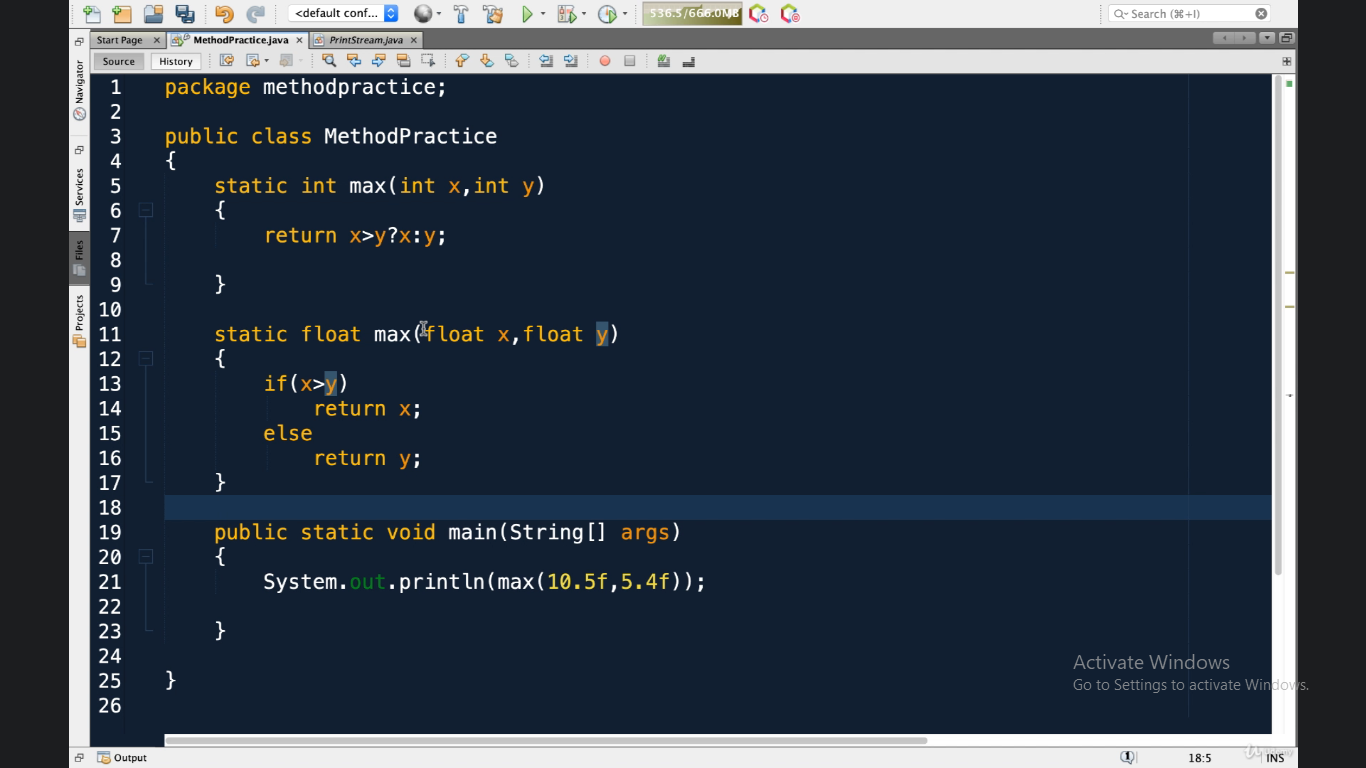 <default conf...
536.5/666.0MB
Search (⌘+I)
Start Page
MethodPractice.java
PrintStream.java
Source
History
Navigator
Services
Files
Projects
1 package methodpractice;
2
3 public class MethodPractice
4 {
5 static int max(int x,int y)
6 {
7 return x>y?x:y;
8
9 }
10
11 static float max(float x,float y)
12 {
13 if(x>y)
14 return x;
15 else
16 return y;
17 }
18
19 public static void main(String[] args)
20 {
21 System.out.println(max(10.5f,5.4f));
22
23 }
24
25 }
26
Activate Windows
Go to Settings to activate Windows.
Output
1
18:5
INS